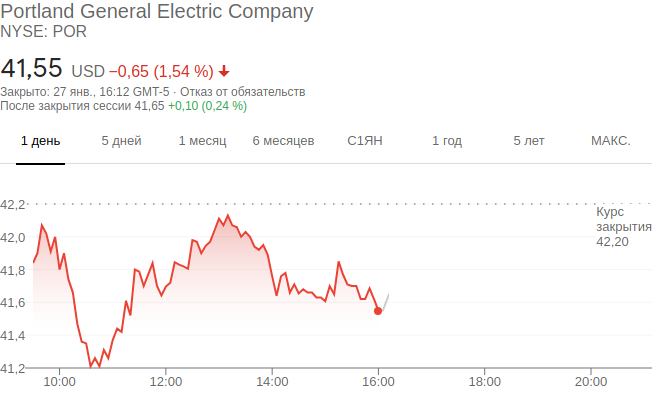 Portland General Electric Company
NYSE: POR
41,55 USD −0,65 (1,54 %)
Закрыто: 27 янв., 16:12 GMT-5 · Отказ от обязательств
После закрытия сессии 41,65 +0,10 (0,24 %)
1 день 5 дней 1 месяц 6 месяцев С1ЯН 1 год 5 лет МАКС.
42,2
Курс
закрытия
42,20
42,0
41,8
41,6
41,4
41,2
10:00 12:00 14:00 16:00 18:00 20:00